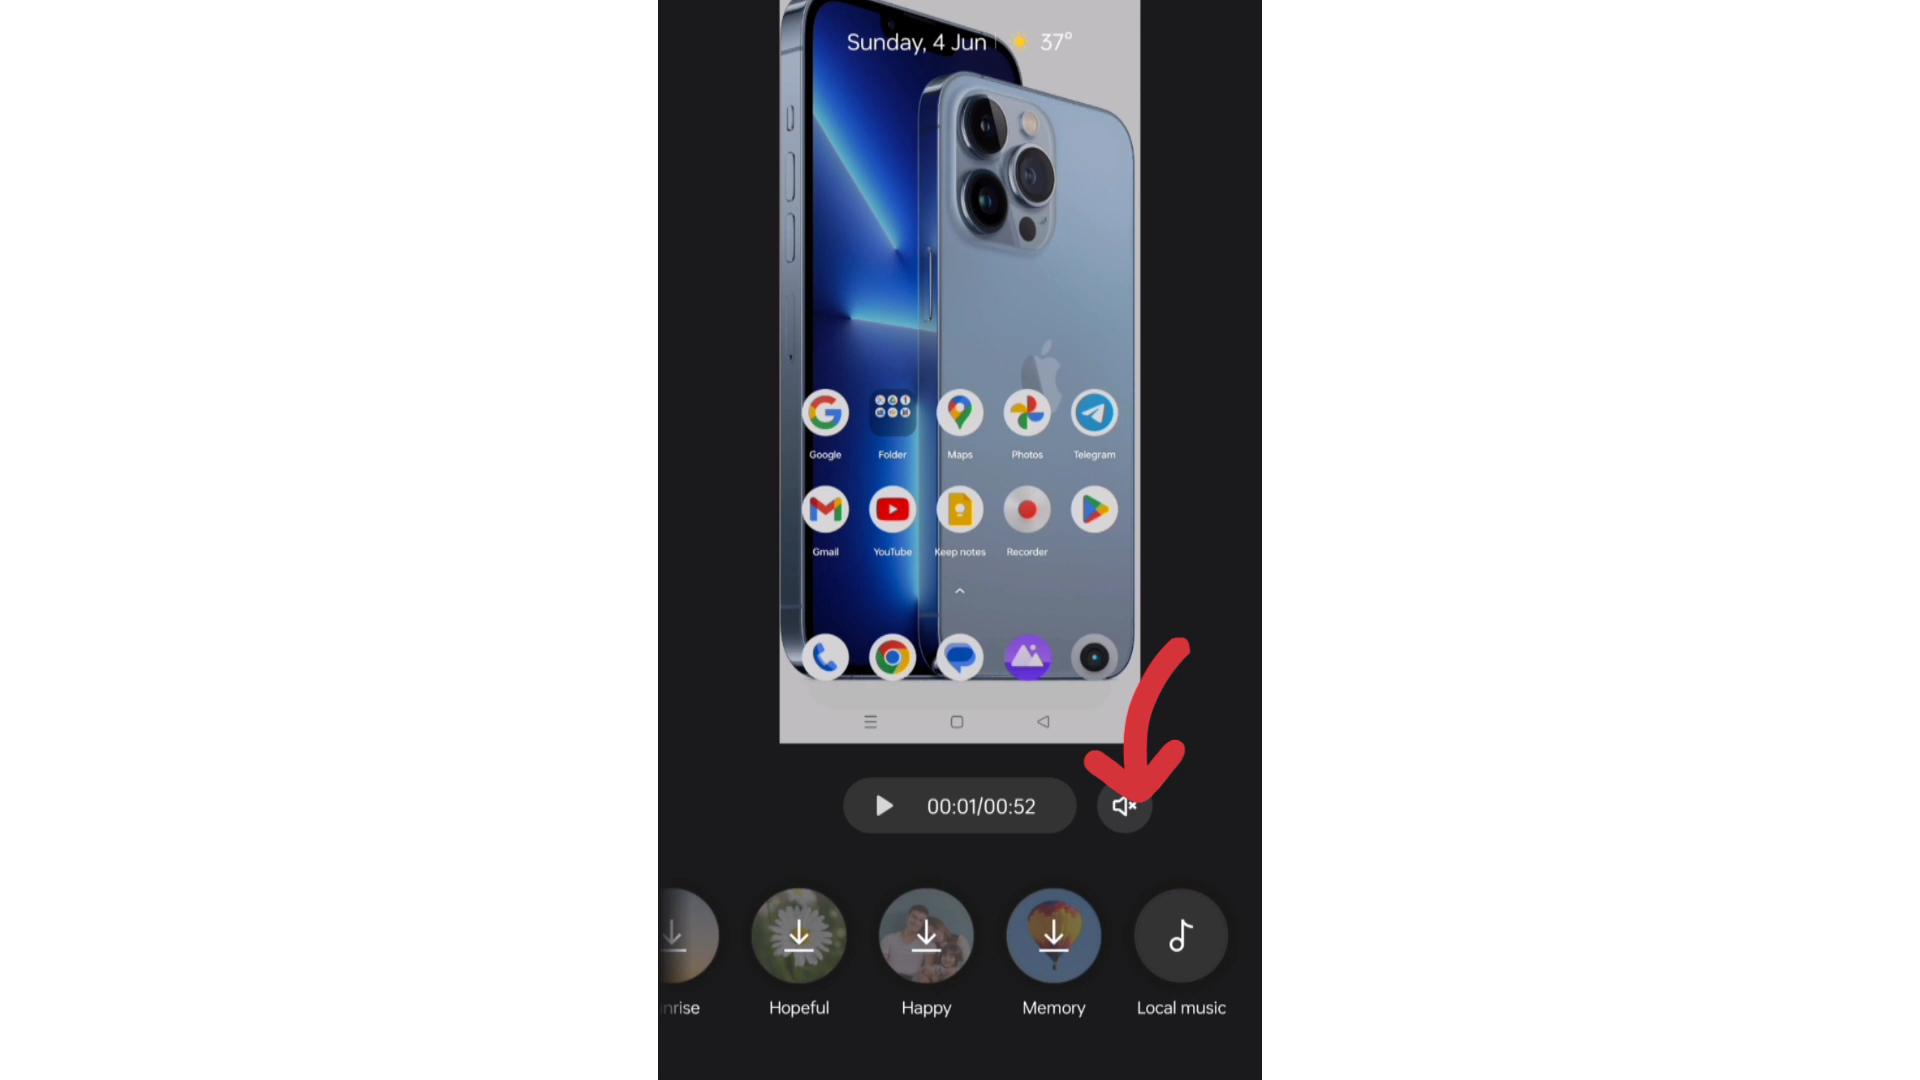 Sunday, 4 Jun 37°
Google Folder Maps Photos Telegram
Gmail YouTube Keep notes Recorder
00:01/00:52
nrise Hopeful Happy Memory Local music